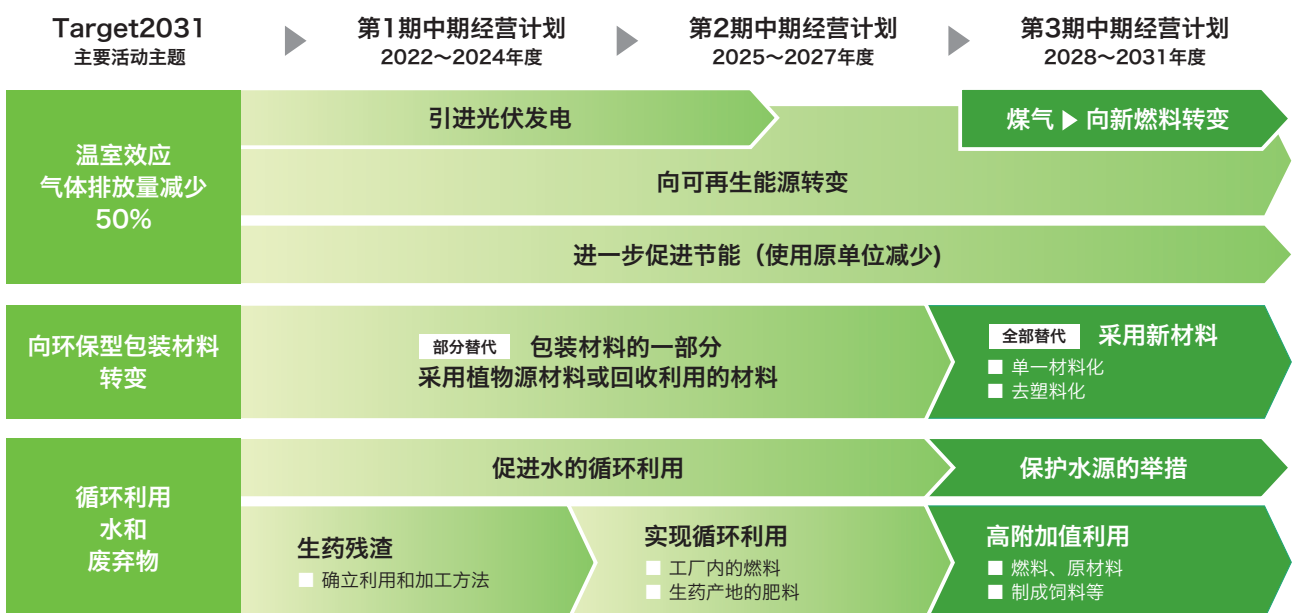 Target2031
主要活动主题
第1期中期经营计划
2022～2024年度
第2期中期经营计划
2025～2027年度
第3期中期经营计划
2028～2031年度
温室效应
气体排放量减少
50%
引进光伏发电
煤气▶向新燃料转变
向可再生能源转变
进一步促进节能（使用原单位减少)
向环保型包装材料
转变
部分替代 包装材料的一部分
采用植物源材料或回收利用的材料
全部替代 采用新材料
■ 单一材料化
■ 去塑料化
循环利用
水和
废弃物
促进水的循环利用
保护水源的举措
生药残渣
■ 确立利用和加工方法
实现循环利用
■ 工厂内的燃料
■ 生药产地的肥料
高附加值利用
■ 燃料、原材料
■ 制成饲料等